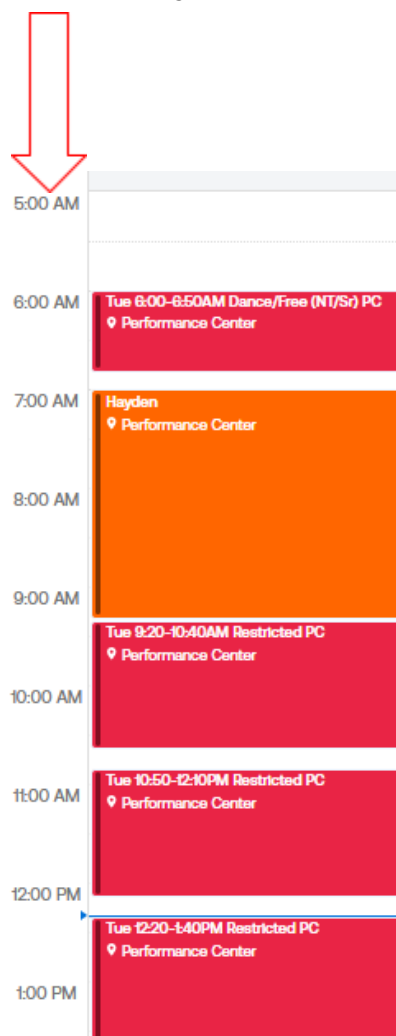 5:00 AM
6:00 AM
Tue 6:00-6:50AM Dance/Free (NT/Sr) PC
Performance Center
7:00 AM
Hayden
Performance Center
8:00 AM
9:00 AM
Tue 9:20-10:40AM Restricted PC
Performance Center
10:00 AM
Tue 10:50-12:10PM Restricted PC
11:00 AM
Performance Center
12:00 PM
Tue 12:20-1:40PM Restricted PC
Performance Center
1:00 PM